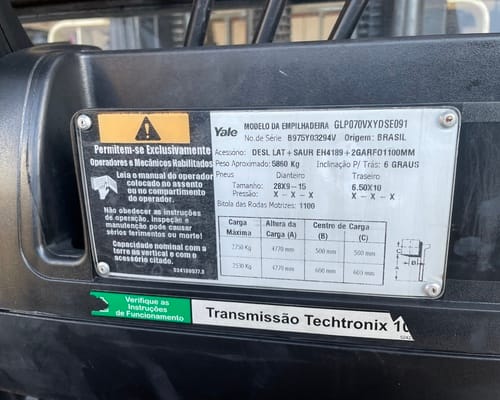 Permitem-se Exclusivamente
Operadores e Mecânicos Habilitados
Leia o manual do operador
colocado no assento
ou no compartimento
do operador.
Não obedecer as instruções
de operação, inspeção e
manutenção pode causar
sérios ferimentos ou morte!
Capacidade nominal com a
torre na vertical e com o
acessório citado.
Yale
MODELO DA EMPILHADEIRA GLP070VXYDSE091
No. de Série B975Y03294V Origem: BRASIL
Acessório: DESL LAT+SAUR EH4189+2GARFO1100MM
Peso Aproximado: 5860 Kg Inclinação P/ Trás: 6 GRAUS
Pneus Dianteiro Traseiro
Tamanho: 28X9-15 6.50X10
Pressão: X-X-X X-X-X
Bitola das Rodas Motrizes: 1100
Carga Máxima Altura da Carga (A) Centro de Carga (B) (C)
2750 mm 4770 mm 500 mm 500 mm
2530 Kg 4770 mm 600 mm 600 mm
Verifique as
Instruções
de Funcionamento
Transmissão Techtronix